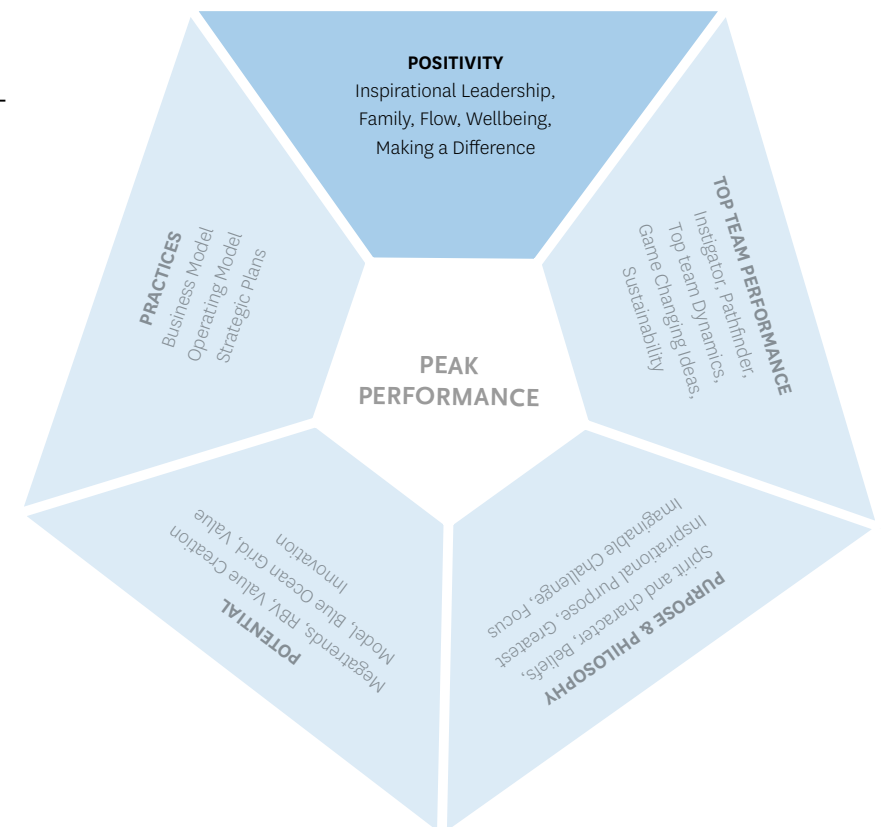 POSITIVITY
Inspirational Leadership,
Family, Flow, Wellbeing,
Making a Difference
TOP TEAM PERFORMANCE
Instigator, Pathfinder,
Top team Dynamics,
Game Changing Ideas,
Sustainability
PURPOSE & PHILOSOPHY
Spirit and character, Beliefs,
Inspirational Purpose, Greatest
Imaginable Challenge, Focus
POTENTIAL
Megatrends, RBV, Value Creation
Model, Blue Ocean Grid, Value
Innovation
PRACTICES
Business Model
Operating Model
Strategic Plans
PEAK
PERFORMANCE